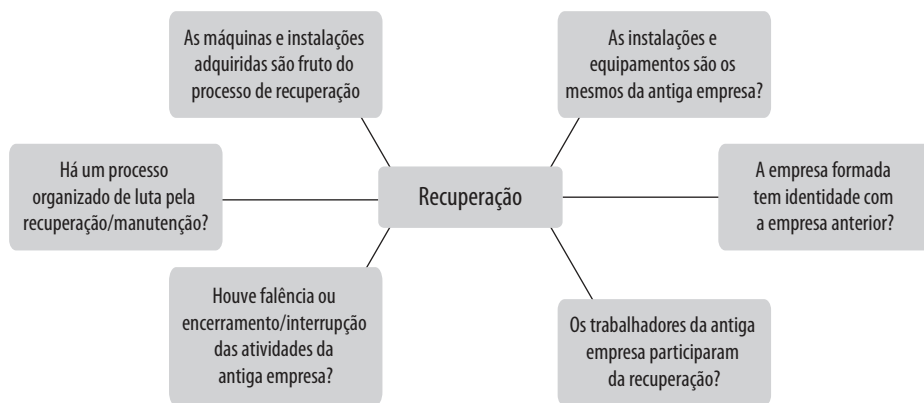 As máquinas e instalações
adquiridas são fruto do
processo de recuperação
As instalações e
equipamentos são os
mesmos da antiga empresa?
Há um processo
organizado de luta pela
recuperação/manutenção?
Recuperação
A empresa formada
tem identidade com
a empresa anterior?
Houve falência ou
encerramento/interrupção
das atividades da
antiga empresa?
Os trabalhadores da antiga
empresa participaram
da recuperação?